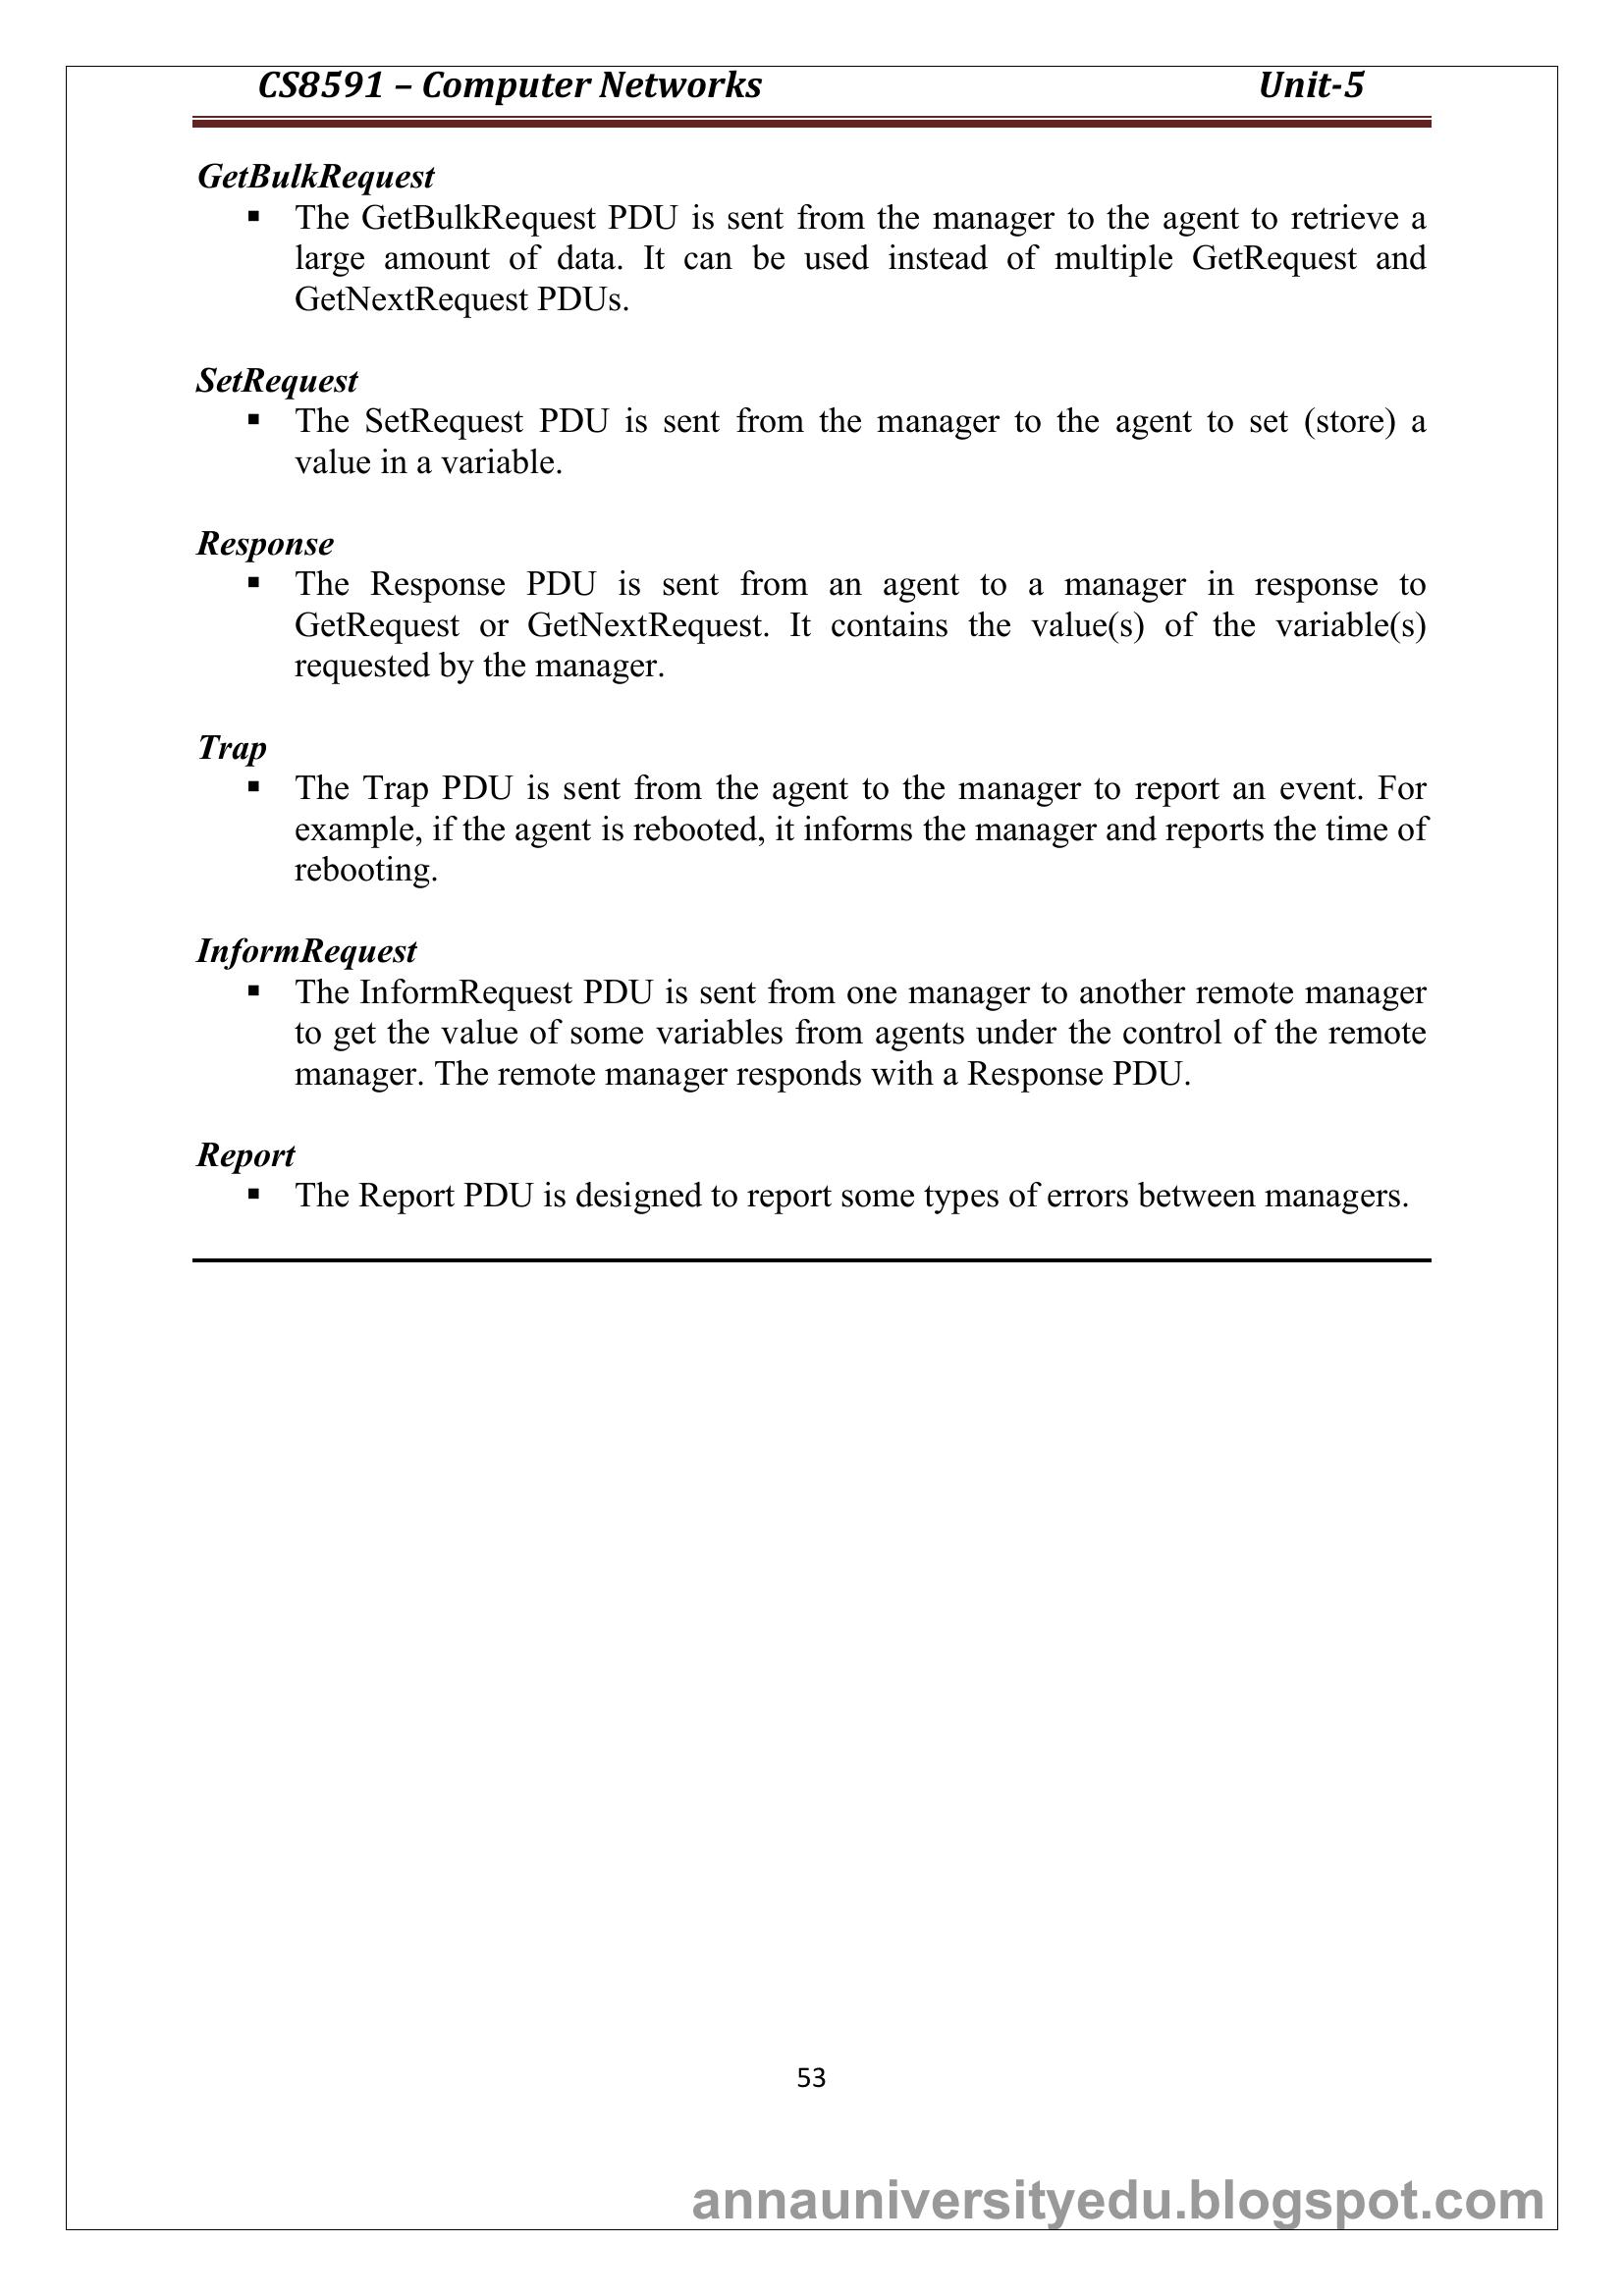 CS8591 – Computer Networks Unit-5
GetBulkRequest
▪ The GetBulkRequest PDU is sent from the manager to the agent to retrieve a
large amount of data. It can be used instead of multiple GetRequest and
GetNextRequest PDUs.
SetRequest
▪ The SetRequest PDU is sent from the manager to the agent to set (store) a
value in a variable.
Response
▪ The Response PDU is sent from an agent to a manager in response to
GetRequest or GetNextRequest. It contains the value(s) of the variable(s)
requested by the manager.
Trap
▪ The Trap PDU is sent from the agent to the manager to report an event. For
example, if the agent is rebooted, it informs the manager and reports the time of
rebooting.
InformRequest
▪ The InformRequest PDU is sent from one manager to another remote manager
to get the value of some variables from agents under the control of the remote
manager. The remote manager responds with a Response PDU.
Report
▪ The Report PDU is designed to report some types of errors between managers.
53
annauniversityedu.blogspot.com